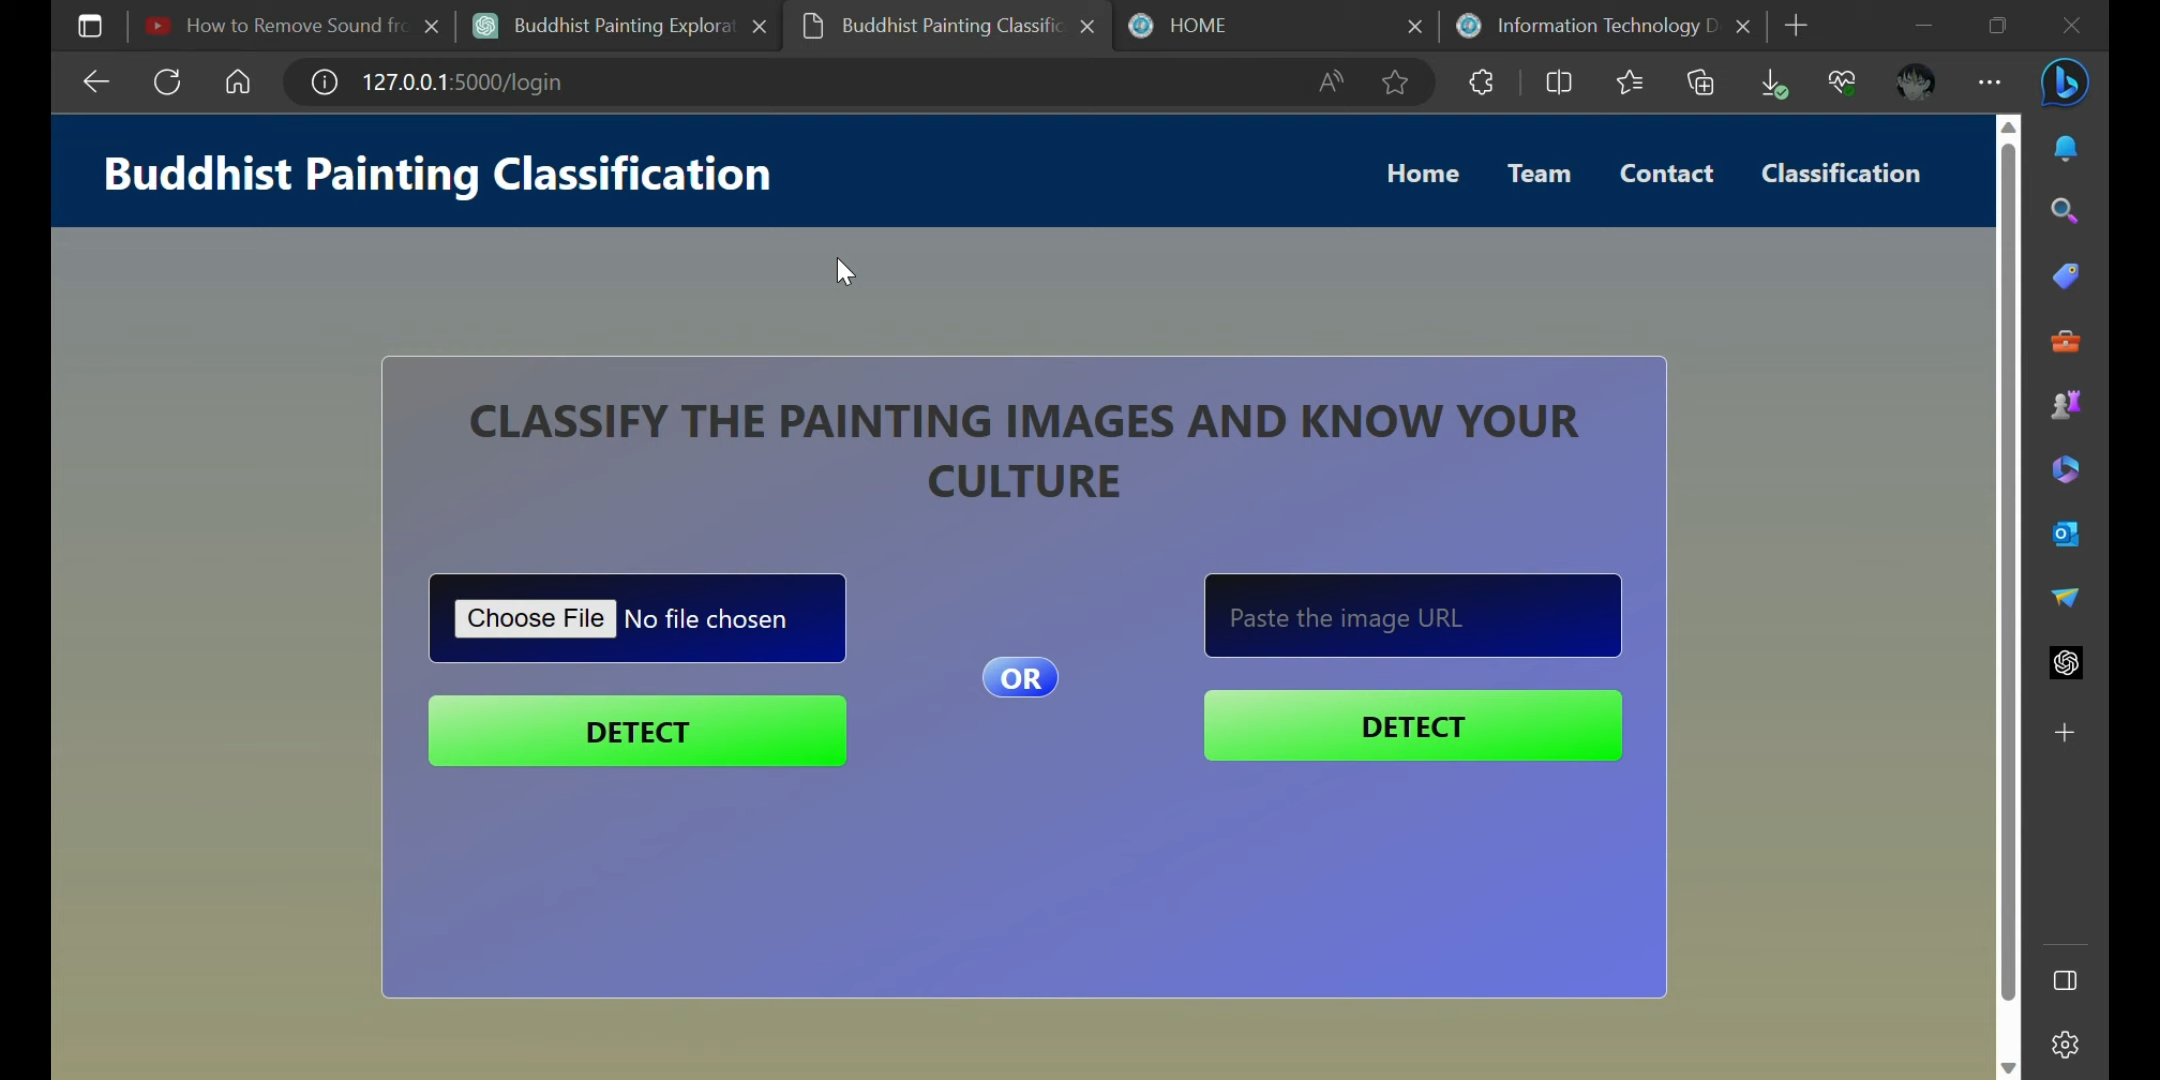 How to Remove Sound fro
Buddhist Painting Explorat
Buddhist Painting Classific
HOME
Information Technology D
127.0.0.1:5000/login
Buddhist Painting Classification
Home
Team
Contact
Classification
CLASSIFY THE PAINTING IMAGES AND KNOW YOUR
CULTURE
Choose File No file chosen
Paste the image URL
OR
DETECT
DETECT